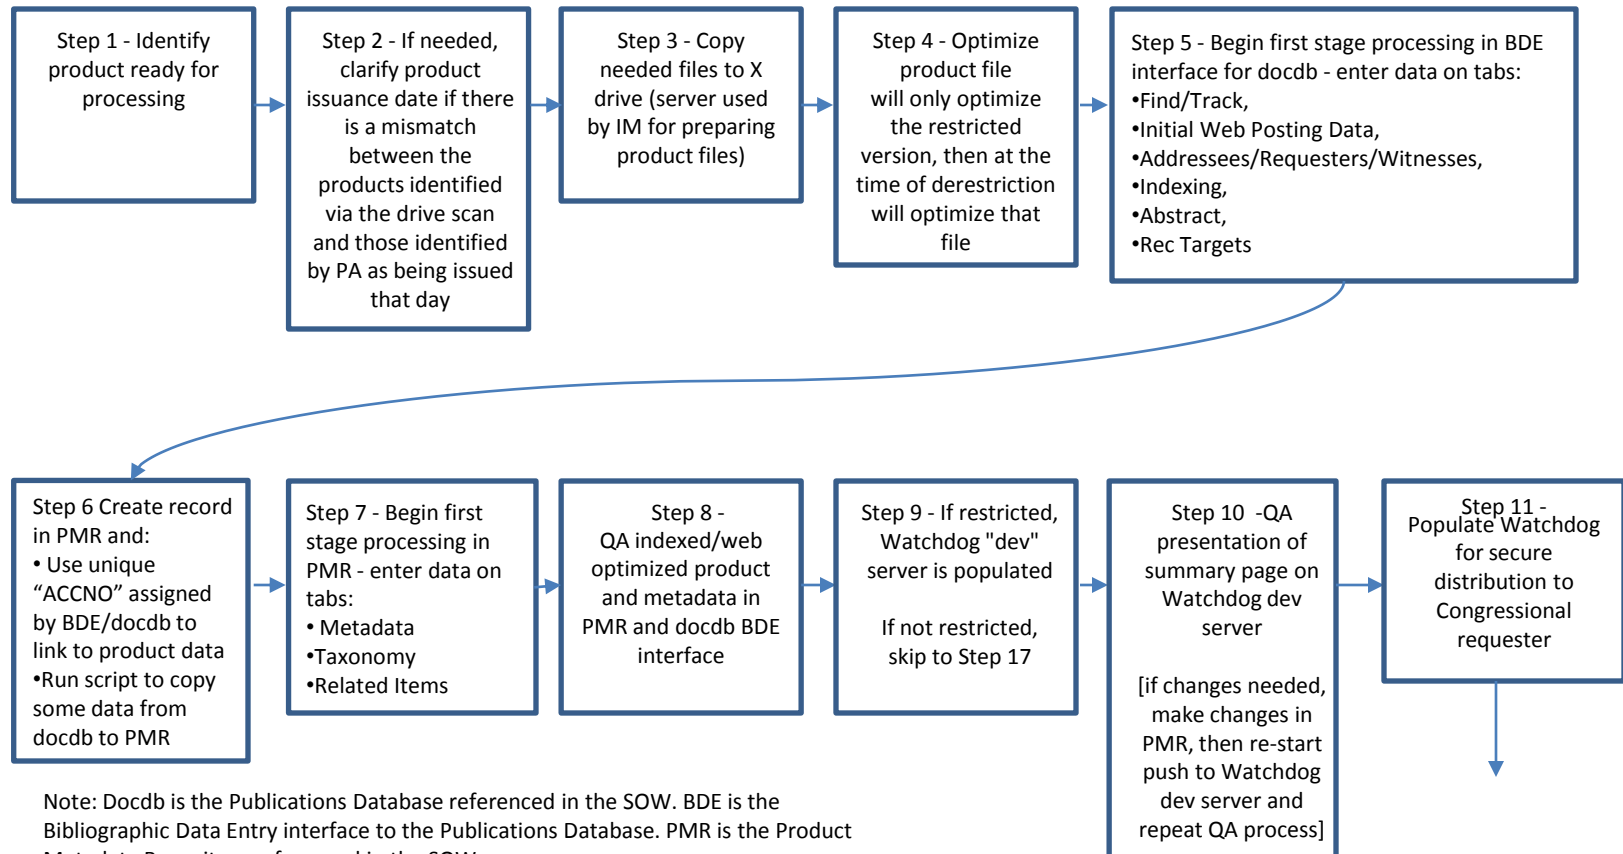 Step 1 - Identify
product ready for
processing
Step 2 - If needed,
clarify product
issuance date if there
is a mismatch
between the
products identified
via the drive scan
and those identified
by PA as being issued
that day
Step 3 - Copy
needed files to X
drive (server used
by IM for preparing
product files)
Step 4 - Optimize
product file
will only optimize
the restricted
version, then at the
time of derestriction
will optimize that
file
Step 5 - Begin first stage processing in BDE
interface for docdb - enter data on tabs:
•Find/Track,
•Initial Web Posting Data,
•Addressees/Requesters/Witnesses,
•Indexing,
•Abstract,
•Rec Targets
Step 6 Create record
in PMR and:
• Use unique
“ACCNO” assigned
by BDE/docdb to
link to product data
•Run script to copy
some data from
docdb to PMR
Step 7 - Begin first
stage processing in
PMR - enter data on
tabs:
• Metadata
•Taxonomy
•Related Items
Step 8 -
QA indexed/web
optimized product
and metadata in
PMR and docdb BDE
interface
Step 9 - If restricted,
Watchdog "dev"
server is populated
If not restricted,
skip to Step 17
Step 10  -QA
presentation of
summary page on
Watchdog dev
server
[if changes needed,
make changes in
PMR, then re-start
push to Watchdog
dev server and
repeat QA process]
Step 11 -
Populate Watchdog
for secure
distribution to
Congressional
requester
Note: Docdb is the Publications Database referenced in the SOW. BDE is the
Bibliographic Data Entry interface to the Publications Database. PMR is the Product